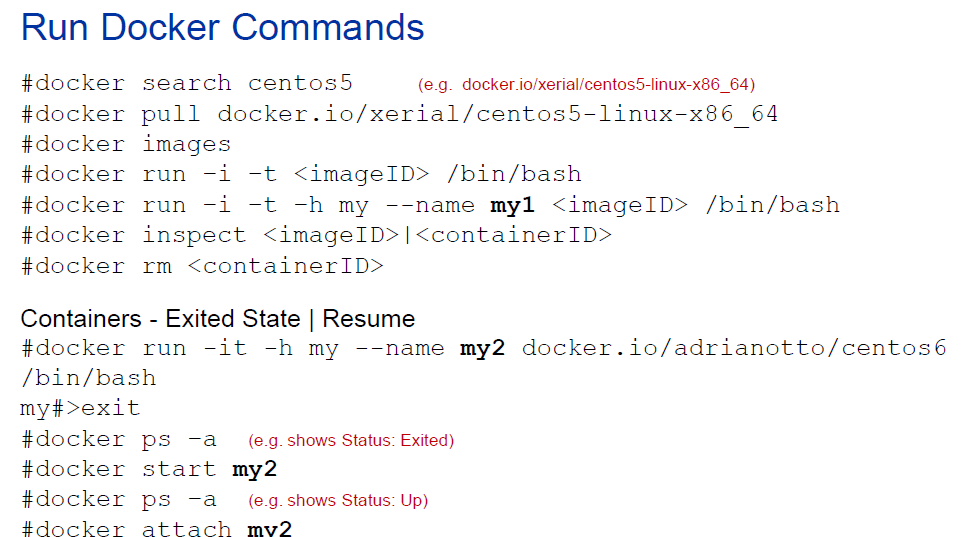 Run Docker Commands
#docker search centos5 (e.g. docker.io/xerial/centos5-linux-x86_64)
#docker pull docker.io/xerial/centos5-linux-x86_64
#docker images
#docker run –i –t <imageID> /bin/bash
#docker run –i –t –h my --name my1 <imageID> /bin/bash
#docker inspect <imageID>|<containerID>
#docker rm <containerID>
Containers - Exited State | Resume
#docker run -it -h my --name my2 docker.io/adrianotto/centos6
/bin/bash
my#>exit
#docker ps –a (e.g. shows Status: Exited)
#docker start my2
#docker ps –a (e.g. shows Status: Up)
#docker attach my2